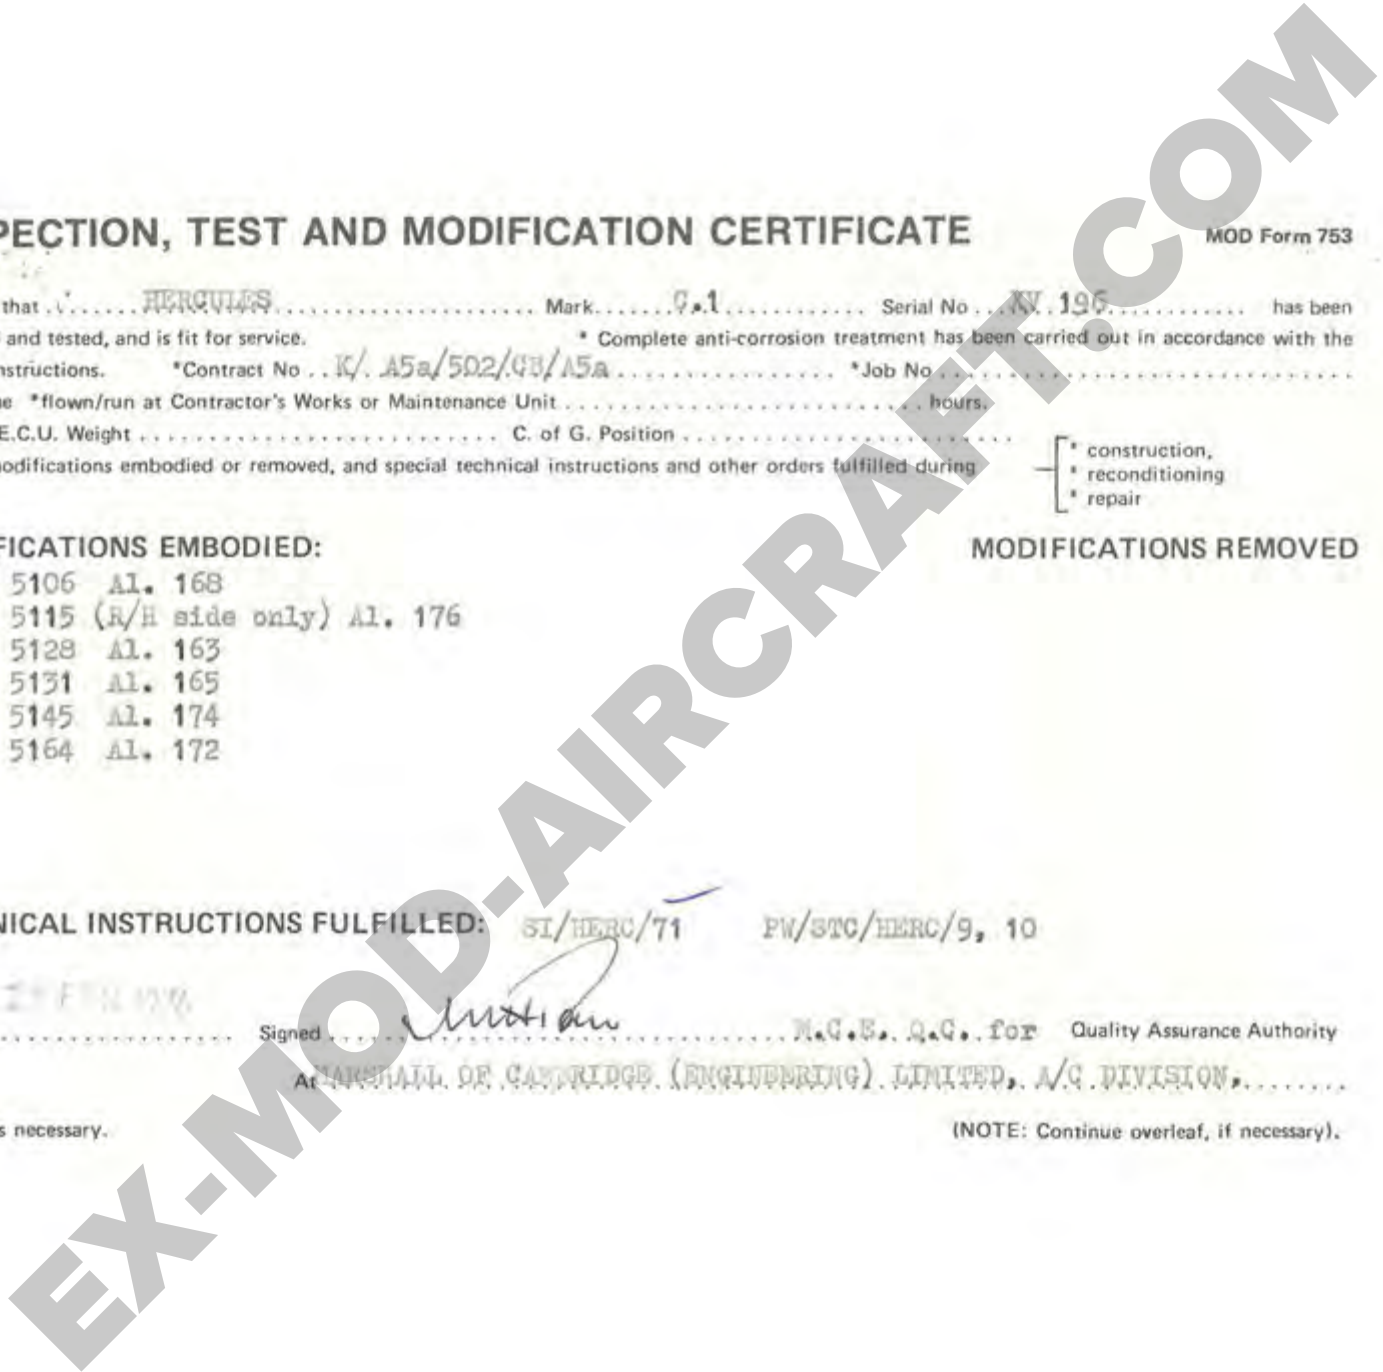 PECTION, TEST AND MODIFICATION CERTIFICATE MOD Form 753
that ........ HERCULES ........................ Mark ....... C.1 ............ Serial No ... XV. 196 ............ has been
and tested, and is fit for service. * Complete anti-corrosion treatment has been carried out in accordance with the
nstructions. *Contract No .. K/. A5a/502/CB/A5a ................ *Job No ................................
ne *flown/run at Contractor's Works or Maintenance Unit ........................... hours.
E.C.U. Weight ........................... C. of G. Position .........................
odifications embodied or removed, and special technical instructions and other orders fulfilled during
* construction,
* reconditioning
* repair
FICATIONS EMBODIED: MODIFICATIONS REMOVED
5106 Al. 168
5115 (R/H side only) Al. 176
5128 Al. 163
5131 Al. 165
5145 Al. 174
5164 Al. 172
NICAL INSTRUCTIONS FULFILLED: SI/HERC/71 PW/STC/HERC/9, 10
Signed ................ M.C.E. Q.C. for Quality Assurance Authority
At MARSHALL OF CAMBRIDGE (ENGINEERING) LIMITED, A/C DIVISION,........
s necessary. (NOTE: Continue overleaf, if necessary).
EX-MOD-AIRCRAFT.COM